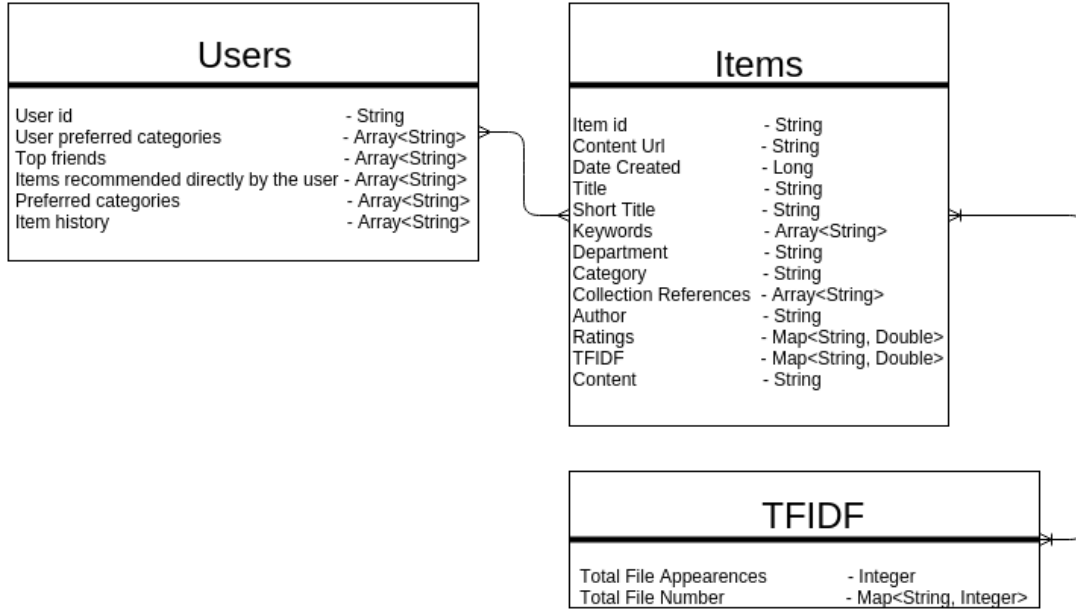 Users
User id - String
User preferred categories - Array<String>
Top friends - Array<String>
Items recommended directly by the user - Array<String>
Preferred categories - Array<String>
Item history - Array<String>
Items
Item id - String
Content Url - String
Date Created - Long
Title - String
Short Title - String
Keywords - Array<String>
Department - String
Category - String
Collection References - Array<String>
Author - String
Ratings - Map<String, Double>
TFIDF - Map<String, Double>
Content - String
TFIDF
Total File Appearences - Integer
Total File Number - Map<String, Integer>